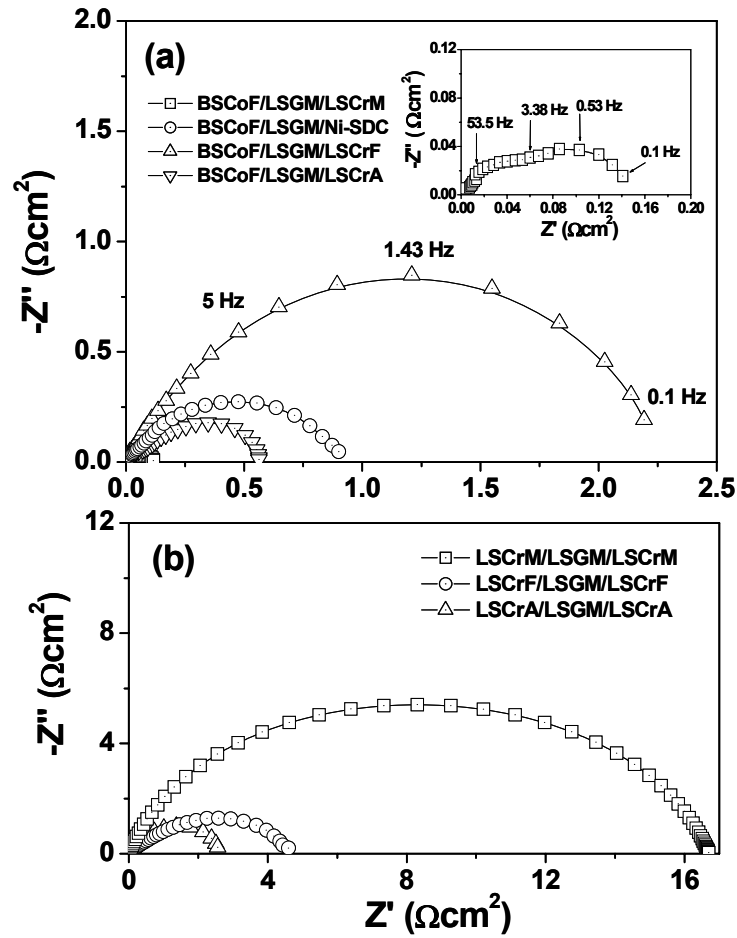 (a)
BSCoF/LSGM/LSCrM
BSCoF/LSGM/Ni-SDC
BSCoF/LSGM/LSCrF
BSCoF/LSGM/LSCrA
2.0
1.5
1.0
0.5
0.0
-Z'' (Ωcm²)
0.0 0.5 1.0 1.5 2.0 2.5
5 Hz
1.43 Hz
0.1 Hz
0.12
0.08
0.04
0.00
-Z'' (Ωcm²)
53.5 Hz
3.38 Hz
0.53 Hz
0.1 Hz
0.00 0.04 0.08 0.12 0.16 0.20
Z' (Ωcm²)
(b)
LSCrM/LSGM/LSCrM
LSCrF/LSGM/LSCrF
LSCrA/LSGM/LSCrA
12
8
4
0
-Z'' (Ωcm²)
0 4 8 12 16
Z' (Ωcm²)